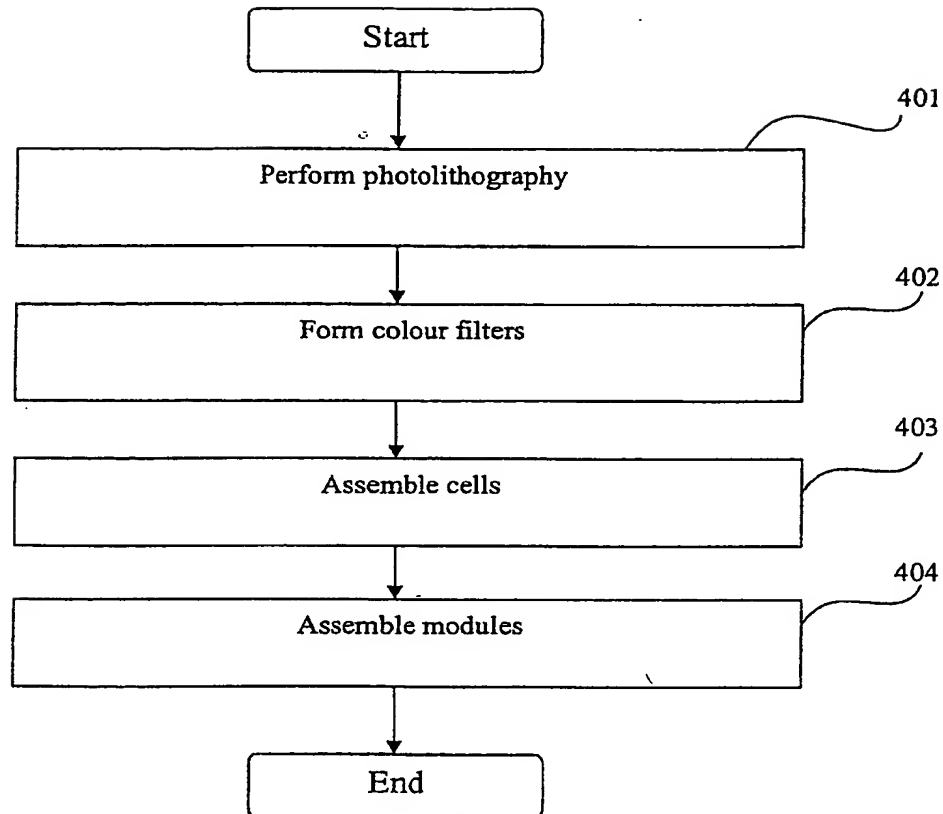 Start
401
Perform photolithography
402
Form colour filters
403
Assemble cells
404
Assemble modules
End